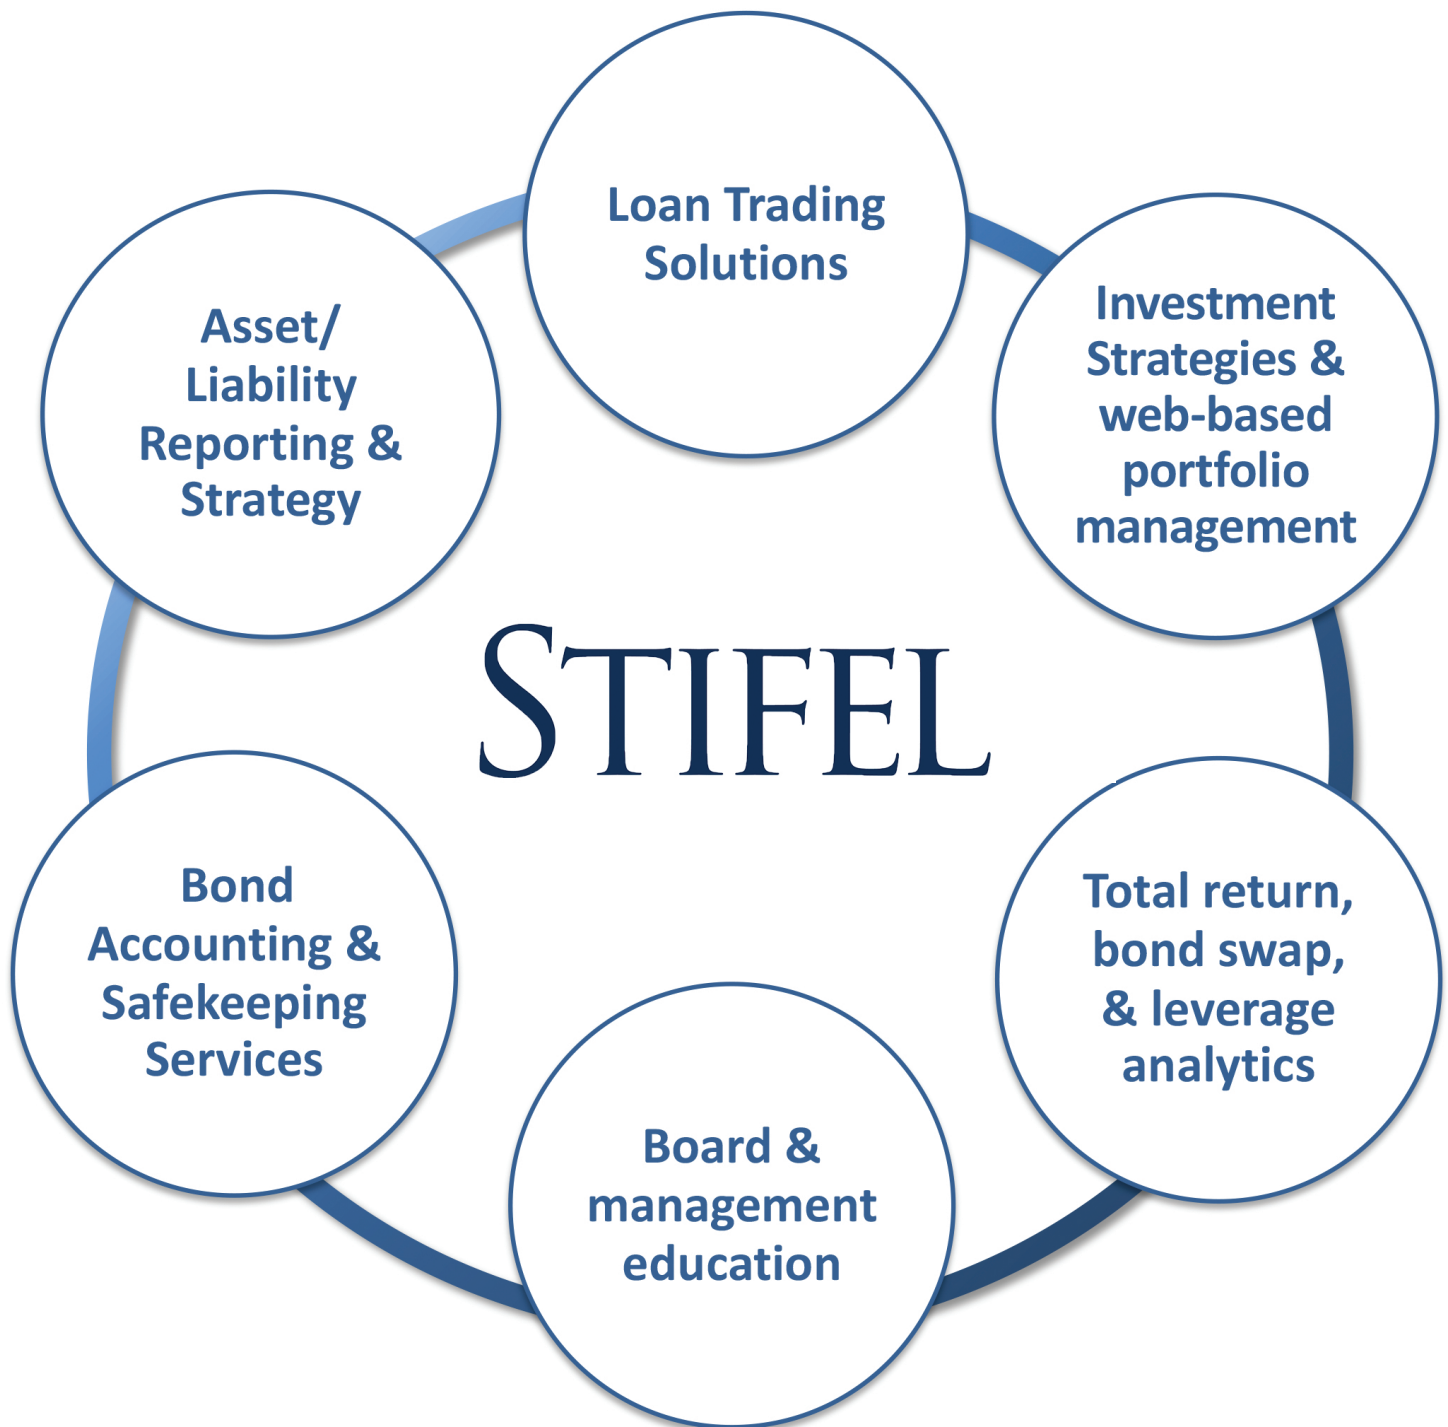 Loan Trading
Solutions
Investment
Strategies &
web-based
portfolio
management
Total return,
bond swap,
& leverage
analytics
Board &
management
education
Bond
Accounting &
Safekeeping
Services
Asset/
Liability
Reporting &
Strategy
STIFEL